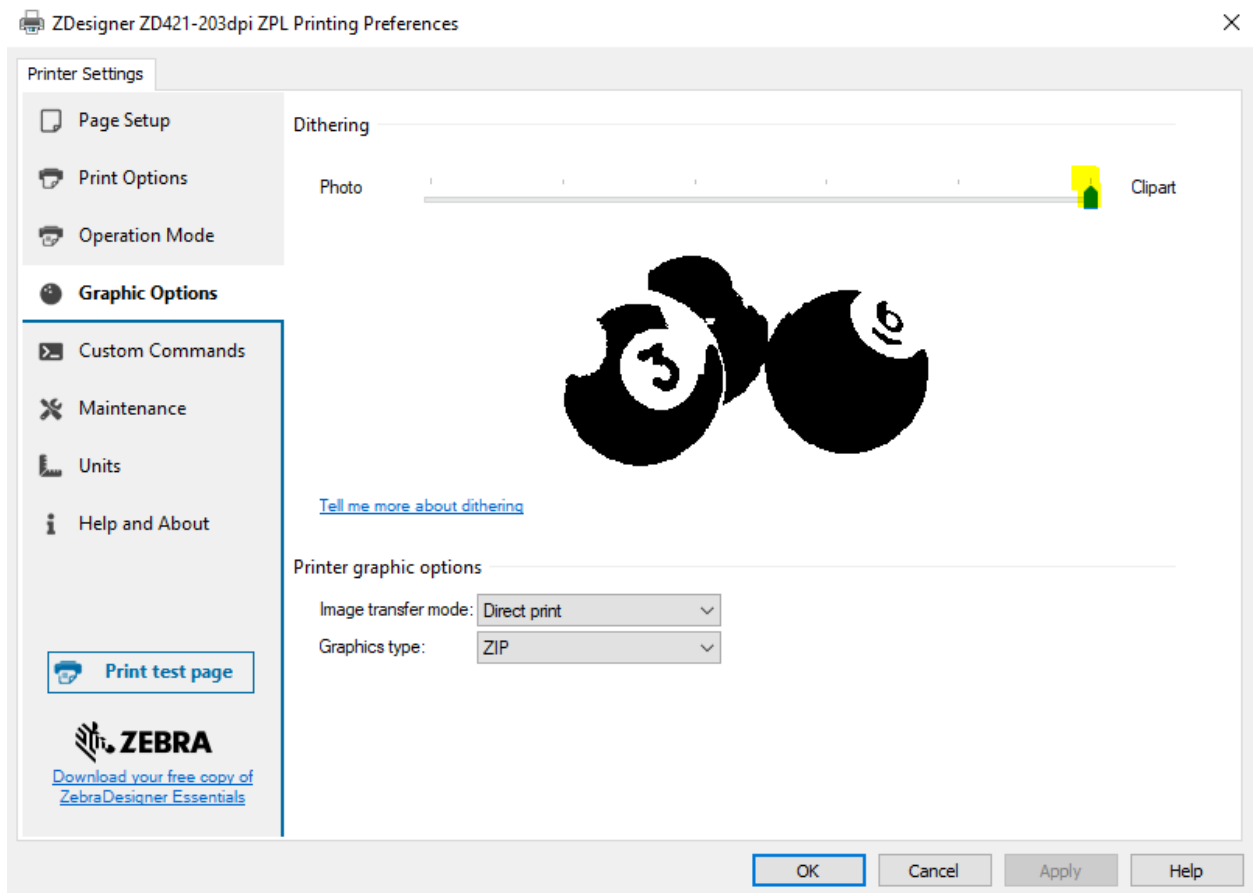 ZDesigner ZD421-203dpi ZPL Printing Preferences
Printer Settings
Page Setup
Print Options
Operation Mode
Graphic Options
Custom Commands
Maintenance
Units
Help and About
Print test page
ZEBRA
Download your free copy of
ZebraDesigner Essentials
Dithering
Photo
Clipart
3
16
Tell me more about dithering
Printer graphic options
Image transfer mode: Direct print
Graphics type: ZIP
OK
Cancel
Apply
Help